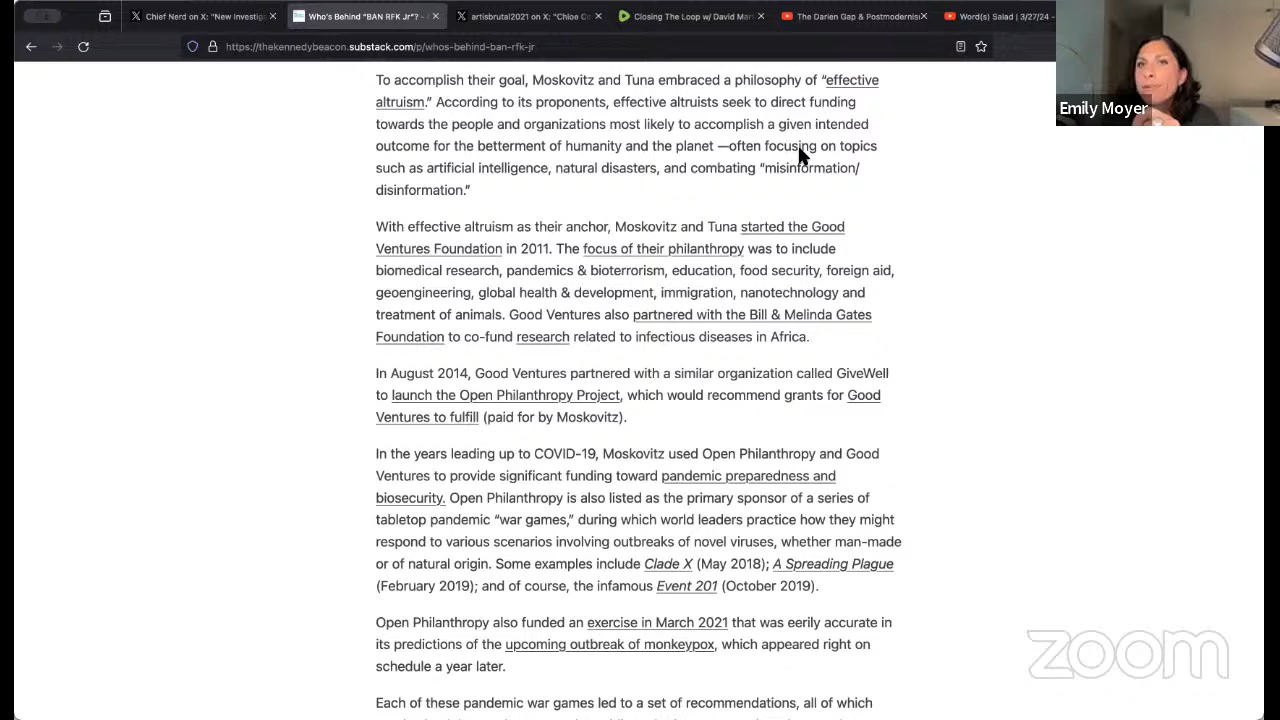 Chief Nerd on X: "New Investiga
Who's Behind "BAN RFK Jr"? -
artisbrutal2021 on X: "Chloe
Closing The Loop w/ David Mar
The Darien Gap & Postmodernis
Word(s) Salad | 3/27/24 -
https://thekennedybeacon.substack.com/p/whos-behind-ban-rfk-jr
Emily Moyer
To accomplish their goal, Moskovitz and Tuna embraced a philosophy of “effective
altruism.” According to its proponents, effective altruists seek to direct funding
towards the people and organizations most likely to accomplish a given intended
outcome for the betterment of humanity and the planet —often focusing on topics
such as artificial intelligence, natural disasters, and combating “misinformation/
disinformation.”
With effective altruism as their anchor, Moskovitz and Tuna started the Good
Ventures Foundation in 2011. The focus of their philanthropy was to include
biomedical research, pandemics & bioterrorism, education, food security, foreign aid,
geoengineering, global health & development, immigration, nanotechnology and
treatment of animals. Good Ventures also partnered with the Bill & Melinda Gates
Foundation to co-fund research related to infectious diseases in Africa.
In August 2014, Good Ventures partnered with a similar organization called GiveWell
to launch the Open Philanthropy Project, which would recommend grants for Good
Ventures to fulfill (paid for by Moskovitz).
In the years leading up to COVID-19, Moskovitz used Open Philanthropy and Good
Ventures to provide significant funding toward pandemic preparedness and
biosecurity. Open Philanthropy is also listed as the primary sponsor of a series of
tabletop pandemic “war games,” during which world leaders practice how they might
respond to various scenarios involving outbreaks of novel viruses, whether man-made
or of natural origin. Some examples include Clade X (May 2018); A Spreading Plague
(February 2019); and of course, the infamous Event 201 (October 2019).
Open Philanthropy also funded an exercise in March 2021 that was eerily accurate in
its predictions of the upcoming outbreak of monkeypox, which appeared right on
schedule a year later.
Each of these pandemic war games led to a set of recommendations, all of which
zoom